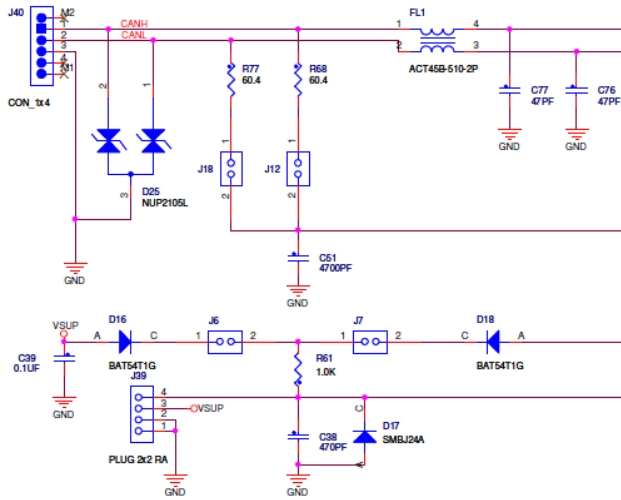 J40
M2
1
2
3
4
M1
CON_1x4
CANH
CANL
2
1
3
D25
NUP2105L
GND
R77
60.4
R68
60.4
1
J18
2
1
J12
2
C51
4700PF
GND
FL1
1
4
2
3
ACT45B-510-2P
C77
47PF
GND
C76
47PF
GND
VSUP
C39
0.1UF
GND
D16
A
C
BAT54T1G
J6
1
2
J7
1
2
D18
C
A
BAT54T1G
R61
1.0K
J39
4
3
2
1
VSUP
PLUG 2x2 RA
GND
C38
470PF
GND
C
D17
SMBJ24A